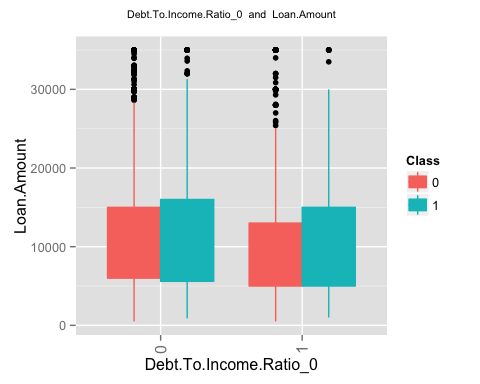 Debt.To.Income.Ratio_0 and Loan.Amount
Loan.Amount
30000
20000
10000
0
0
1
Debt.To.Income.Ratio_0
Class
0
1